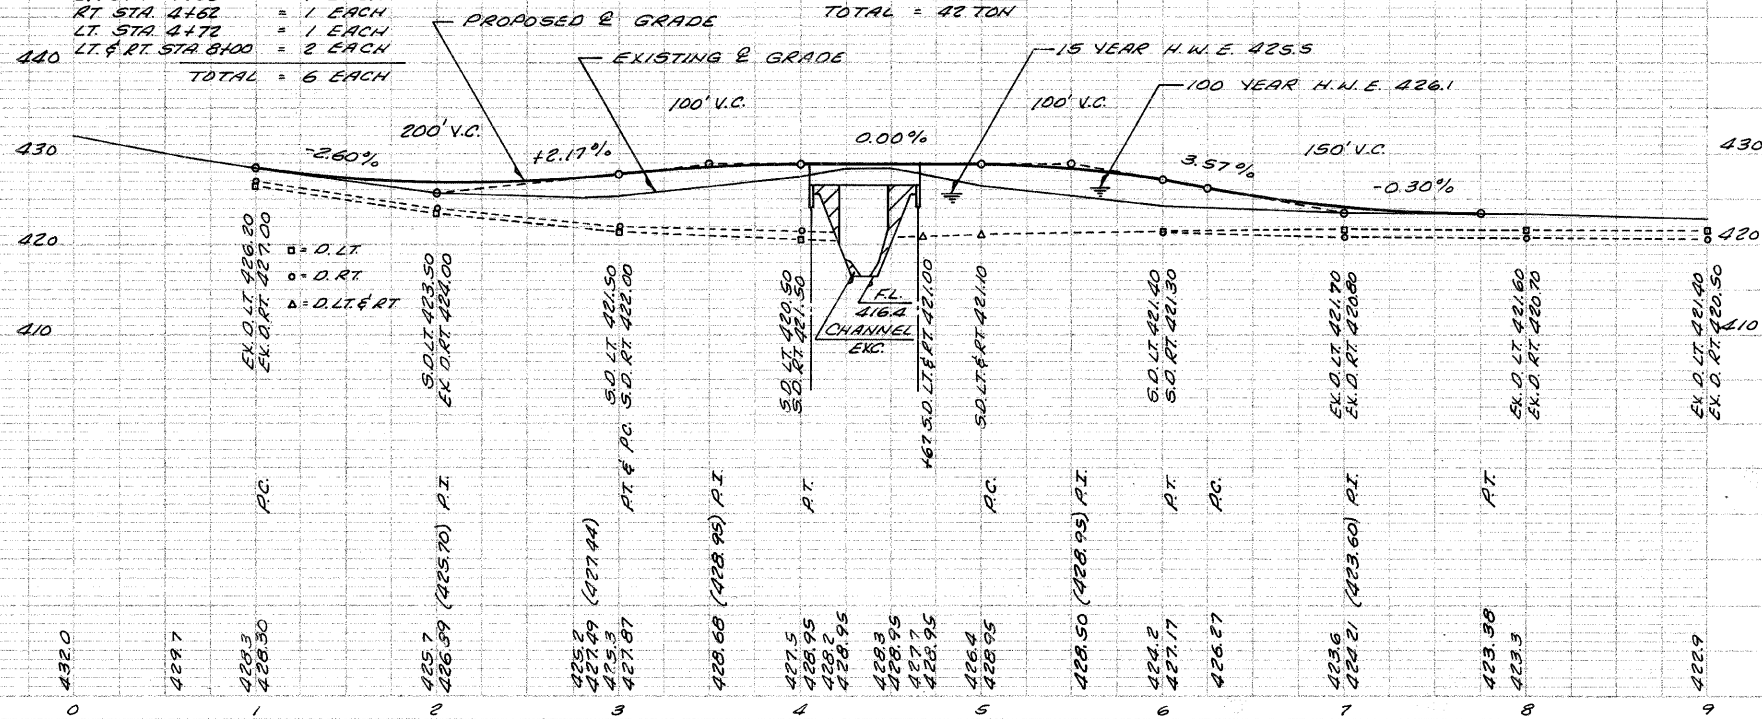 RT STA. 4+62 = 1 EACH
LT. STA. 4+72 = 1 EACH
LT. & RT. STA. 8+00 = 2 EACH
TOTAL = 6 EACH
TOTAL = 42 TON
PROPOSED ℄ GRADE
EXISTING ℄ GRADE
15 YEAR H.W.E. 425.5
100 YEAR H.W.E. 426.1
440
430
420
410
430
420
410
200' V.C.
100' V.C.
100' V.C.
150' V.C.
-2.60%
+2.17%
0.00%
3.57%
-0.30%
□ = D. LT.
○ = D. RT.
△ = D. LT. & RT.
EX. D. LT. 426.20
EX. D. RT. 427.00
S.D. LT. 423.50
EX. D. RT. 424.00
S.D. LT. 421.50
S.D. RT. 422.00
S.D. LT. 420.50
S.D. RT. 421.50
F.L.
416.4
CHANNEL
EXC.
+67 S.D. LT. & RT. 421.00
S.D. LT. & RT. 421.10
S.D. LT. 421.40
S.D. RT. 421.30
EX. D. LT. 421.70
EX. D. RT. 420.80
EX. D. LT. 421.60
EX. D. RT. 420.70
EX. D. LT. 421.40
EX. D. RT. 420.50
P.C.
P.I.
P.T. & P.C.
P.I.
P.T.
P.C.
P.I.
P.T.
P.C.
P.I.
P.T.
432.0
429.7
428.3
428.30
425.7
426.39 (425.70)
425.2
427.49 (427.44)
425.3
427.87
428.68 (428.95)
427.5
428.95
428.2
428.95
428.3
428.95
427.7
428.95
426.4
428.95
428.50 (428.95)
424.2
427.17
426.27
423.6
424.21 (423.60)
423.38
423.3
422.9
0 1 2 3 4 5 6 7 8 9